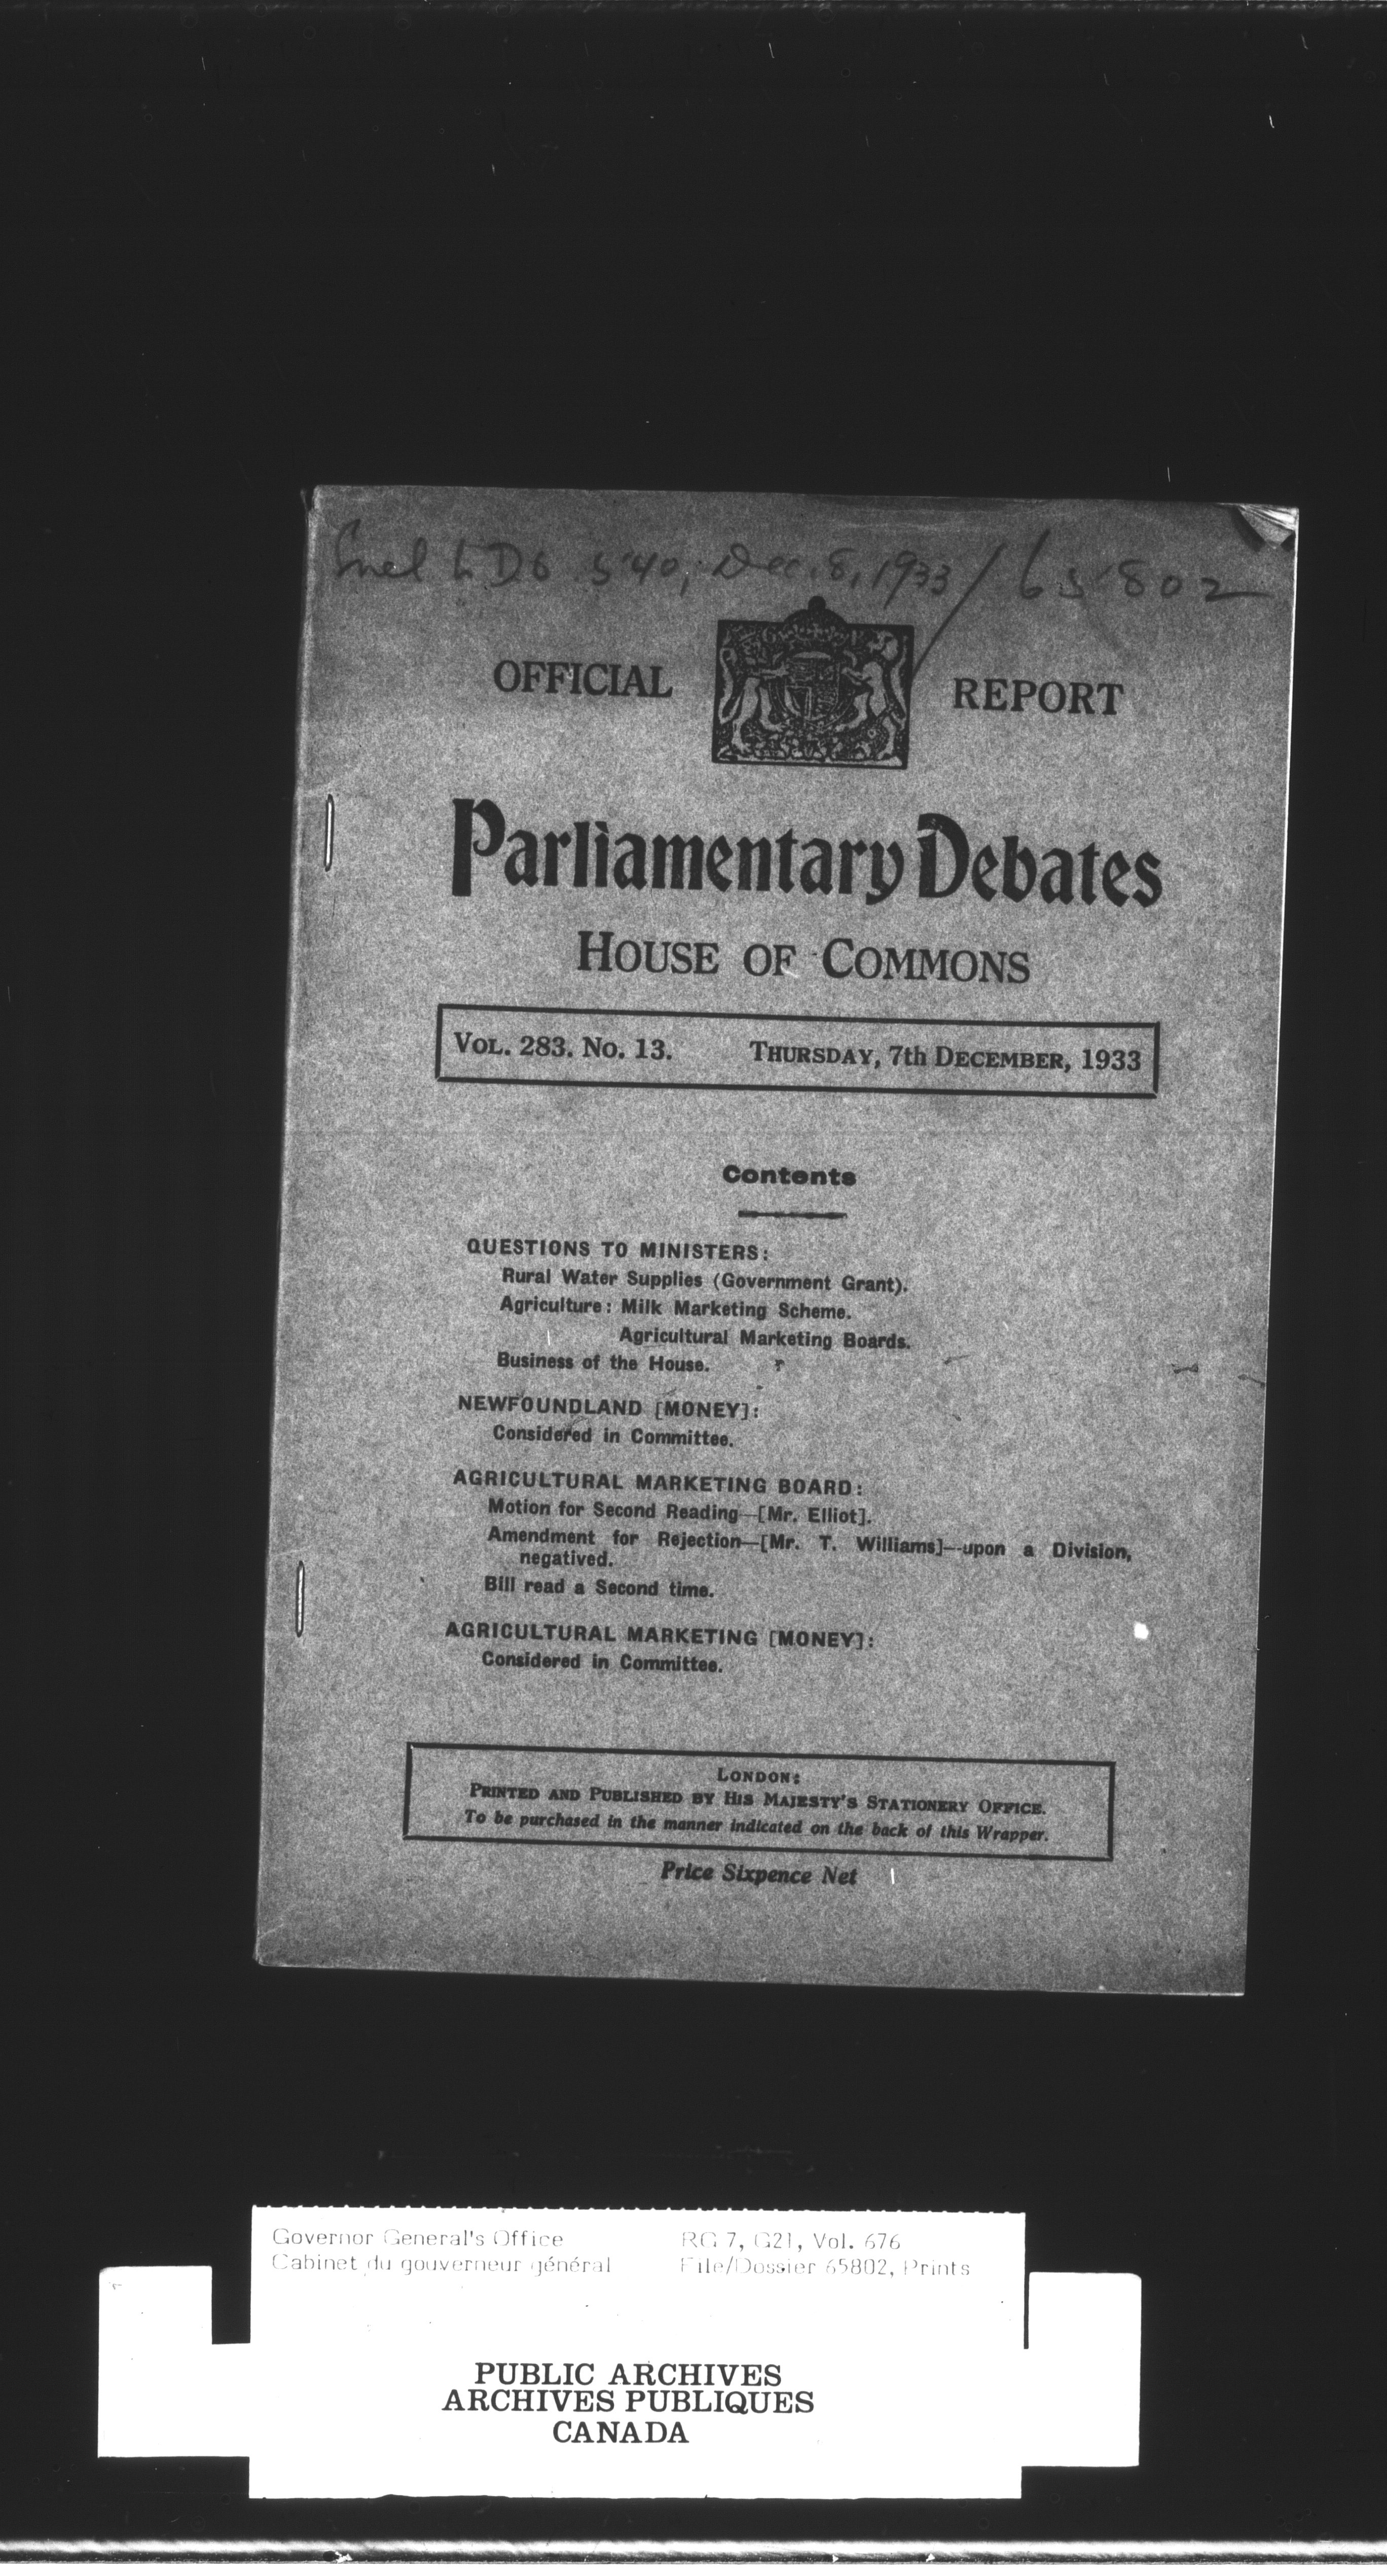 Encl to D6 540, Dec. 8, 1933 / 65802
OFFICIAL REPORT
Parliamentary Debates
HOUSE OF COMMONS
VOL. 283. No. 13. THURSDAY, 7th DECEMBER, 1933
Contents
QUESTIONS TO MINISTERS:
Rural Water Supplies (Government Grant).
Agriculture: Milk Marketing Scheme.
Agricultural Marketing Boards.
Business of the House.
NEWFOUNDLAND [MONEY]:
Considered in Committee.
AGRICULTURAL MARKETING BOARD:
Motion for Second Reading—[Mr. Elliot].
Amendment for Rejection—[Mr. T. Williams]—upon a Division,
negatived.
Bill read a Second time.
AGRICULTURAL MARKETING [MONEY]:
Considered in Committee.
LONDON:
PRINTED AND PUBLISHED BY HIS MAJESTY'S STATIONERY OFFICE.
To be purchased in the manner indicated on the back of this Wrapper.
Price Sixpence Net
Governor General's Office RG 7, G21, Vol. 676
Cabinet du gouverneur général File/Dossier 65802, Prints
PUBLIC ARCHIVES
ARCHIVES PUBLIQUES
CANADA